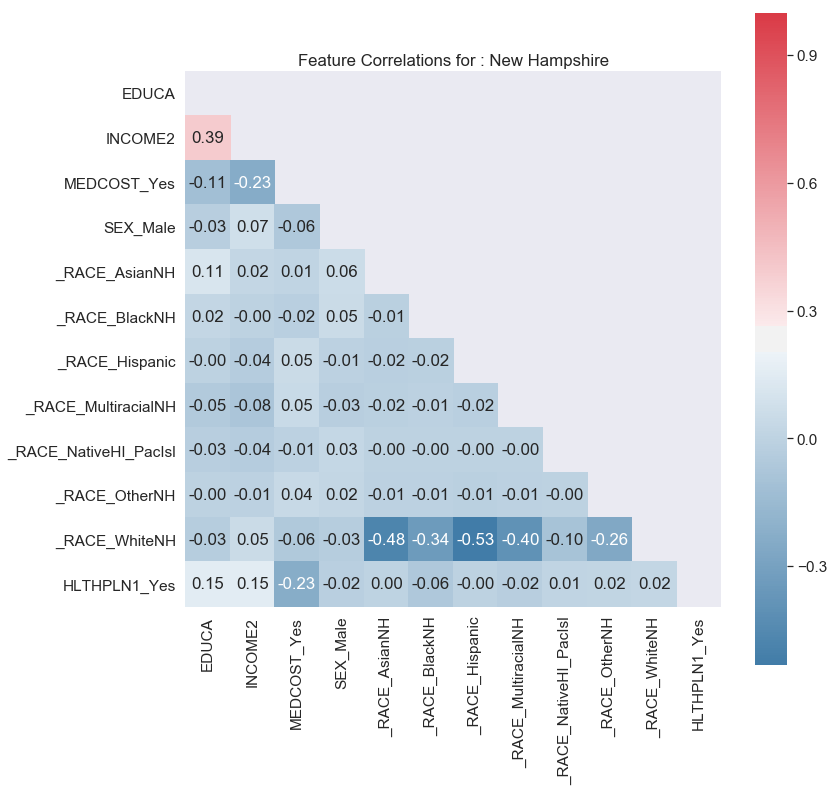 Feature Correlations for : New Hampshire
EDUCA
INCOME2 0.39
MEDCOST_Yes -0.11 -0.23
SEX_Male -0.03 0.07 -0.06
_RACE_AsianNH 0.11 0.02 0.01 0.06
_RACE_BlackNH 0.02 -0.00 -0.02 0.05 -0.01
_RACE_Hispanic -0.00 -0.04 0.05 -0.01 -0.02 -0.02
_RACE_MultiracialNH -0.05 -0.08 0.05 -0.03 -0.02 -0.01 -0.02
_RACE_NativeHI_PacIsl -0.03 -0.04 -0.01 0.03 -0.00 -0.00 -0.00 -0.00
_RACE_OtherNH -0.00 -0.01 0.04 0.02 -0.01 -0.01 -0.01 -0.01 -0.00
_RACE_WhiteNH -0.03 0.05 -0.06 -0.03 -0.48 -0.34 -0.53 -0.40 -0.10 -0.26
HLTHPLN1_Yes 0.15 0.15 -0.23 -0.02 0.00 -0.06 -0.00 -0.02 0.01 0.02 0.02
EDUCA
INCOME2
MEDCOST_Yes
SEX_Male
_RACE_AsianNH
_RACE_BlackNH
_RACE_Hispanic
_RACE_MultiracialNH
_RACE_NativeHI_PacIsl
_RACE_OtherNH
_RACE_WhiteNH
HLTHPLN1_Yes
0.9
0.6
0.3
0.0
−0.3